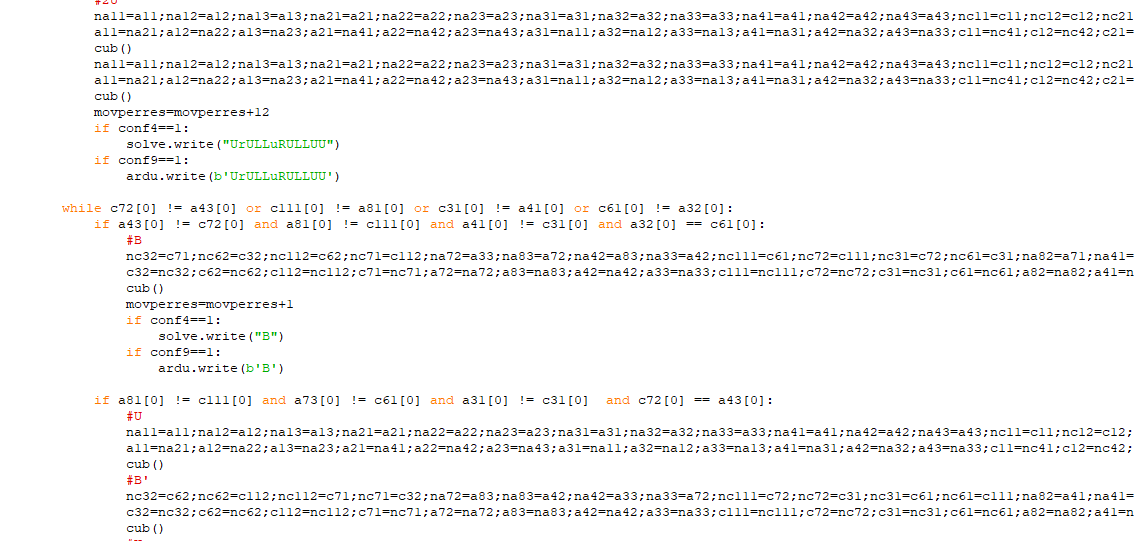 #2U
na11=a11;na12=a12;na13=a13;na21=a21;na22=a22;na23=a23;na31=a31;na32=a32;na33=a33;na41=a41;na42=a42;na43=a43;nc11=c11;nc12=c12;nc21
a11=na21;a12=na22;a13=na23;a21=na41;a22=na42;a23=na43;a31=na11;a32=na12;a33=na13;a41=na31;a42=na32;a43=na33;c11=nc41;c12=nc42;c21=
cub()
na11=a11;na12=a12;na13=a13;na21=a21;na22=a22;na23=a23;na31=a31;na32=a32;na33=a33;na41=a41;na42=a42;na43=a43;nc11=c11;nc12=c12;nc21
a11=na21;a12=na22;a13=na23;a21=na41;a22=na42;a23=na43;a31=na11;a32=na12;a33=na13;a41=na31;a42=na32;a43=na33;c11=nc41;c12=nc42;c21=
cub()
movperres=movperres+12
if conf4==1:
solve.write("UrULLuRULLUU")
if conf9==1:
ardu.write(b'UrULLuRULLUU')
while c72[0] != a43[0] or c111[0] != a81[0] or c31[0] != a41[0] or c61[0] != a32[0]:
if a43[0] != c72[0] and a81[0] != c111[0] and a41[0] != c31[0] and a32[0] == c61[0]:
#B
nc32=c71;nc62=c32;nc112=c62;nc71=c112;na72=a33;na83=a72;na42=a83;na33=a42;nc111=c61;nc72=c111;nc31=c72;nc61=c31;na82=a71;na41=
c32=nc32;c62=nc62;c112=nc112;c71=nc71;a72=na72;a83=na83;a42=na42;a33=na33;c111=nc111;c72=nc72;c31=nc31;c61=nc61;a82=na82;a41=n
cub()
movperres=movperres+1
if conf4==1:
solve.write("B")
if conf9==1:
ardu.write(b'B')
if a81[0] != c111[0] and a73[0] != c61[0] and a31[0] != c31[0]  and c72[0] == a43[0]:
#U
na11=a11;na12=a12;na13=a13;na21=a21;na22=a22;na23=a23;na31=a31;na32=a32;na33=a33;na41=a41;na42=a42;na43=a43;nc11=c11;nc12=c12;
a11=na21;a12=na22;a13=na23;a21=na41;a22=na42;a23=na43;a31=na11;a32=na12;a33=na13;a41=na31;a42=na32;a43=na33;c11=nc41;c12=nc42;
cub()
#B'
nc32=c62;nc62=c112;nc112=c71;nc71=c32;na72=a83;na83=a42;na42=a33;na33=a72;nc111=c72;nc72=c31;nc31=c61;nc61=c111;na82=a41;na41=
c32=nc32;c62=nc62;c112=nc112;c71=nc71;a72=na72;a83=na83;a42=na42;a33=na33;c111=nc111;c72=nc72;c31=nc31;c61=nc61;a82=na82;a41=n
cub()